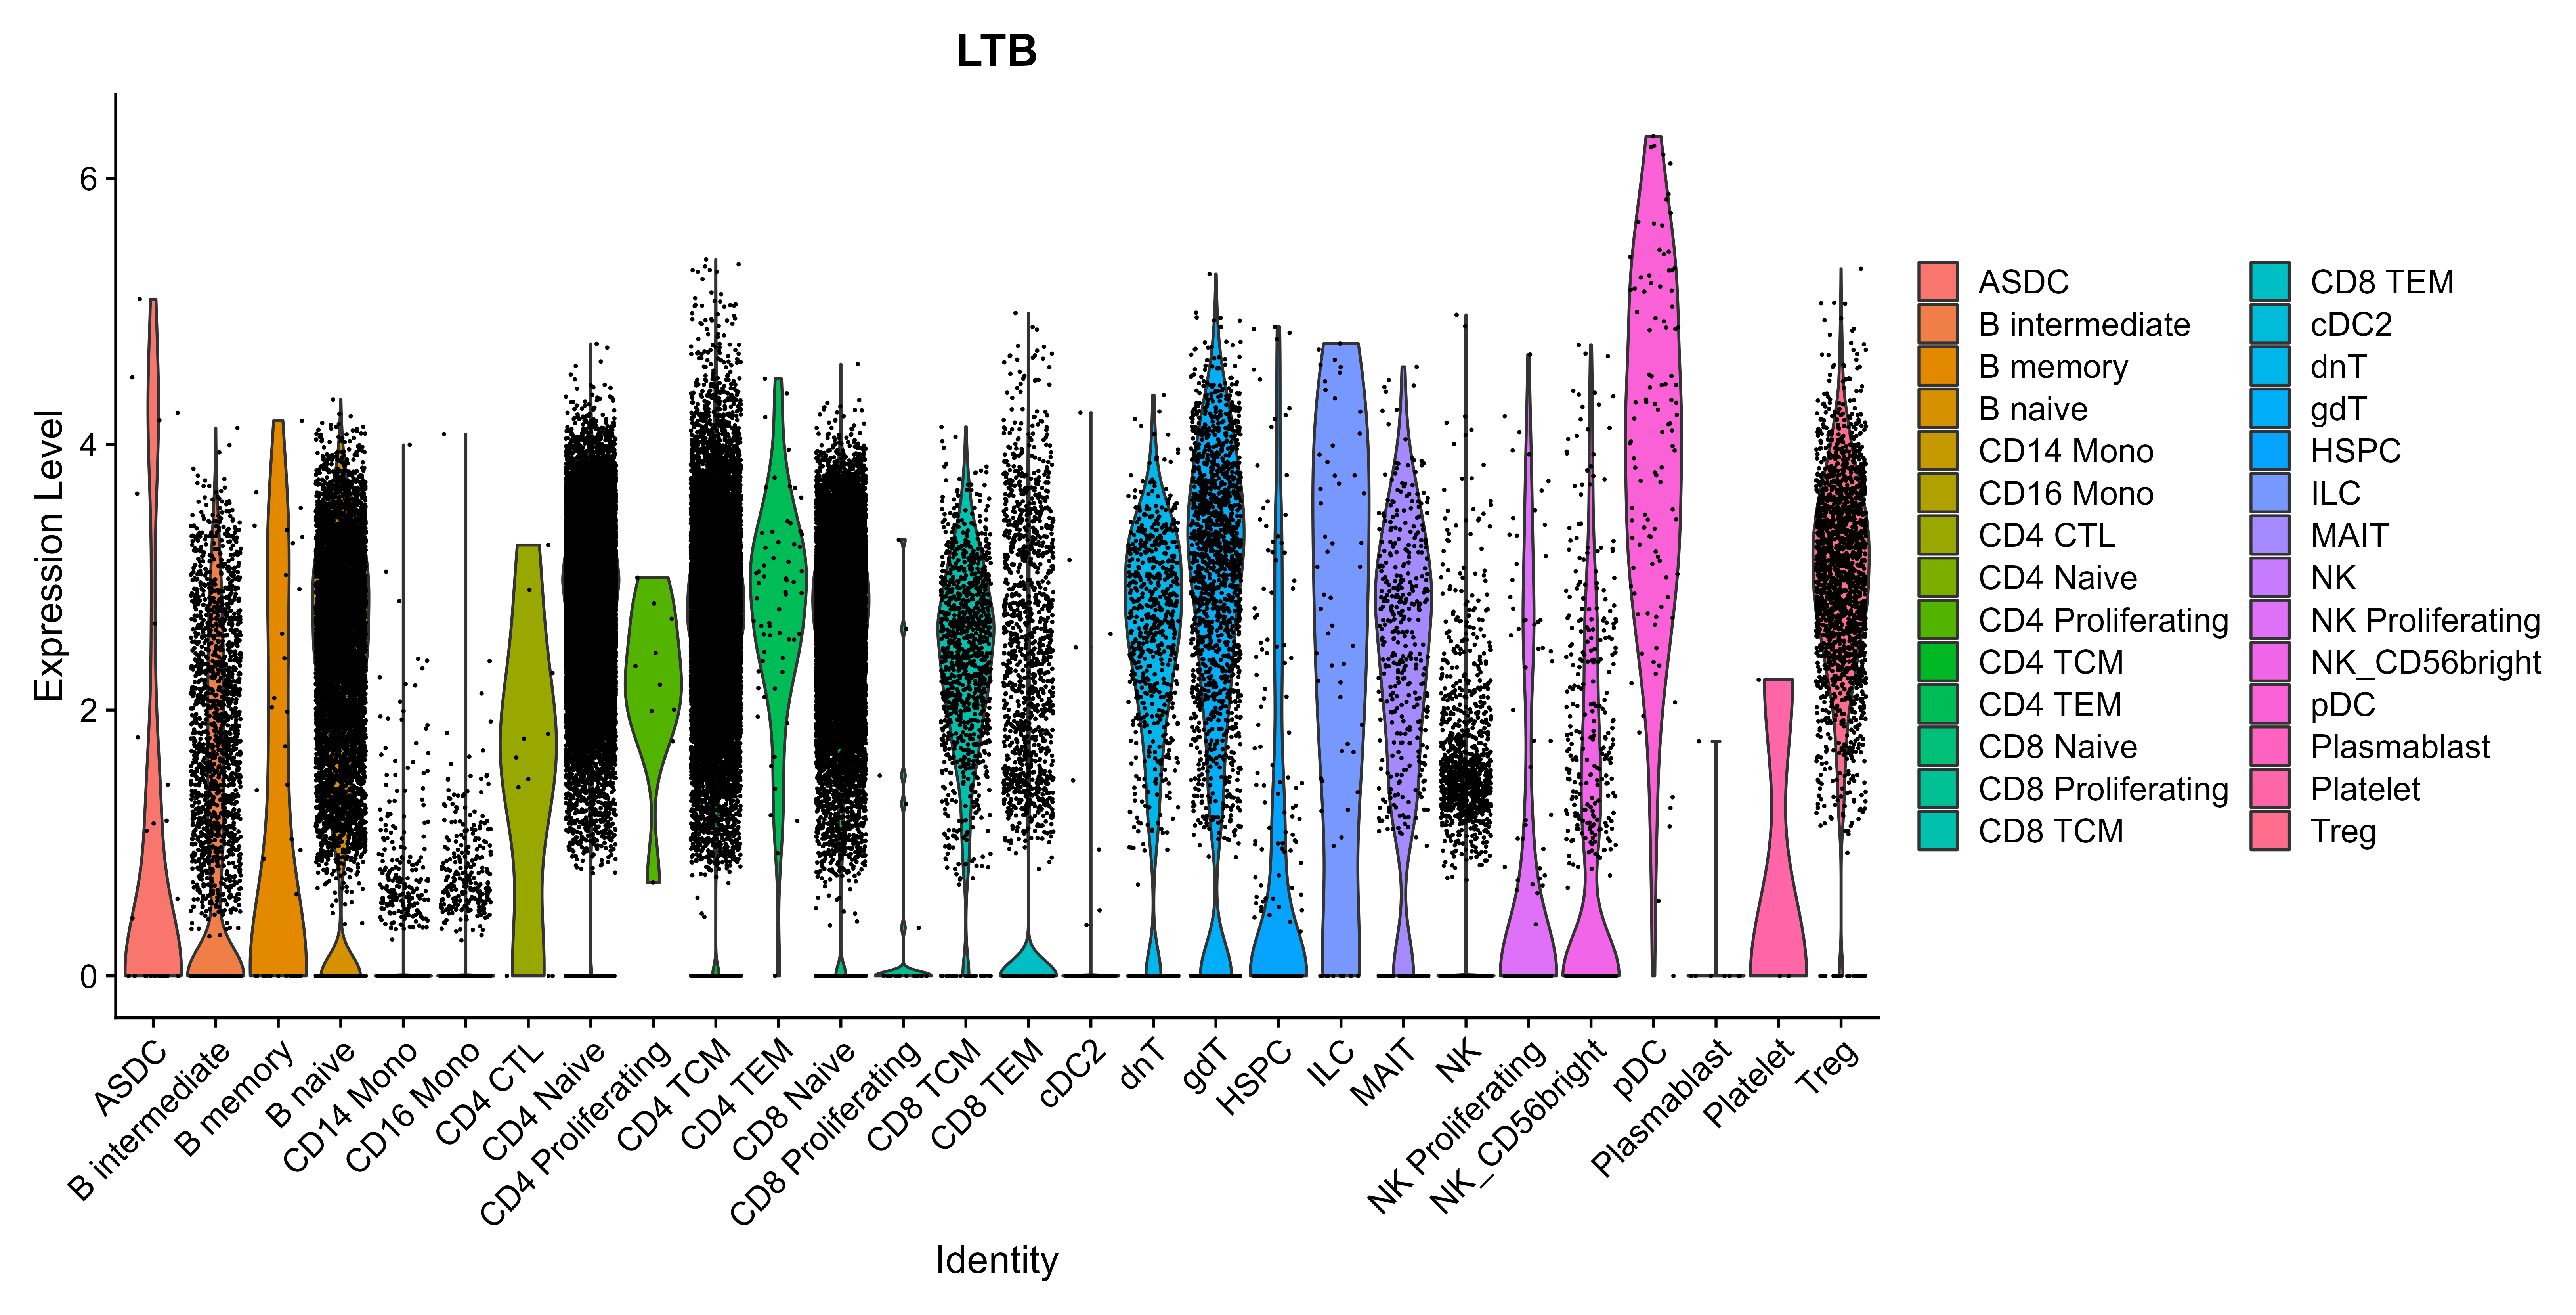 LTB
Expression Level
6
4
2
0
ASDC
B intermediate
B memory
B naive
CD14 Mono
CD16 Mono
CD4 CTL
CD4 Naive
CD4 Proliferating
CD4 TCM
CD4 TEM
CD8 Naive
CD8 Proliferating
CD8 TCM
CD8 TEM
cDC2
dnT
gdT
HSPC
ILC
MAIT
NK
NK Proliferating
NK_CD56bright
pDC
Plasmablast
Platelet
Treg
Identity
ASDC
B intermediate
B memory
B naive
CD14 Mono
CD16 Mono
CD4 CTL
CD4 Naive
CD4 Proliferating
CD4 TCM
CD4 TEM
CD8 Naive
CD8 Proliferating
CD8 TCM
CD8 TEM
cDC2
dnT
gdT
HSPC
ILC
MAIT
NK
NK Proliferating
NK_CD56bright
pDC
Plasmablast
Platelet
Treg